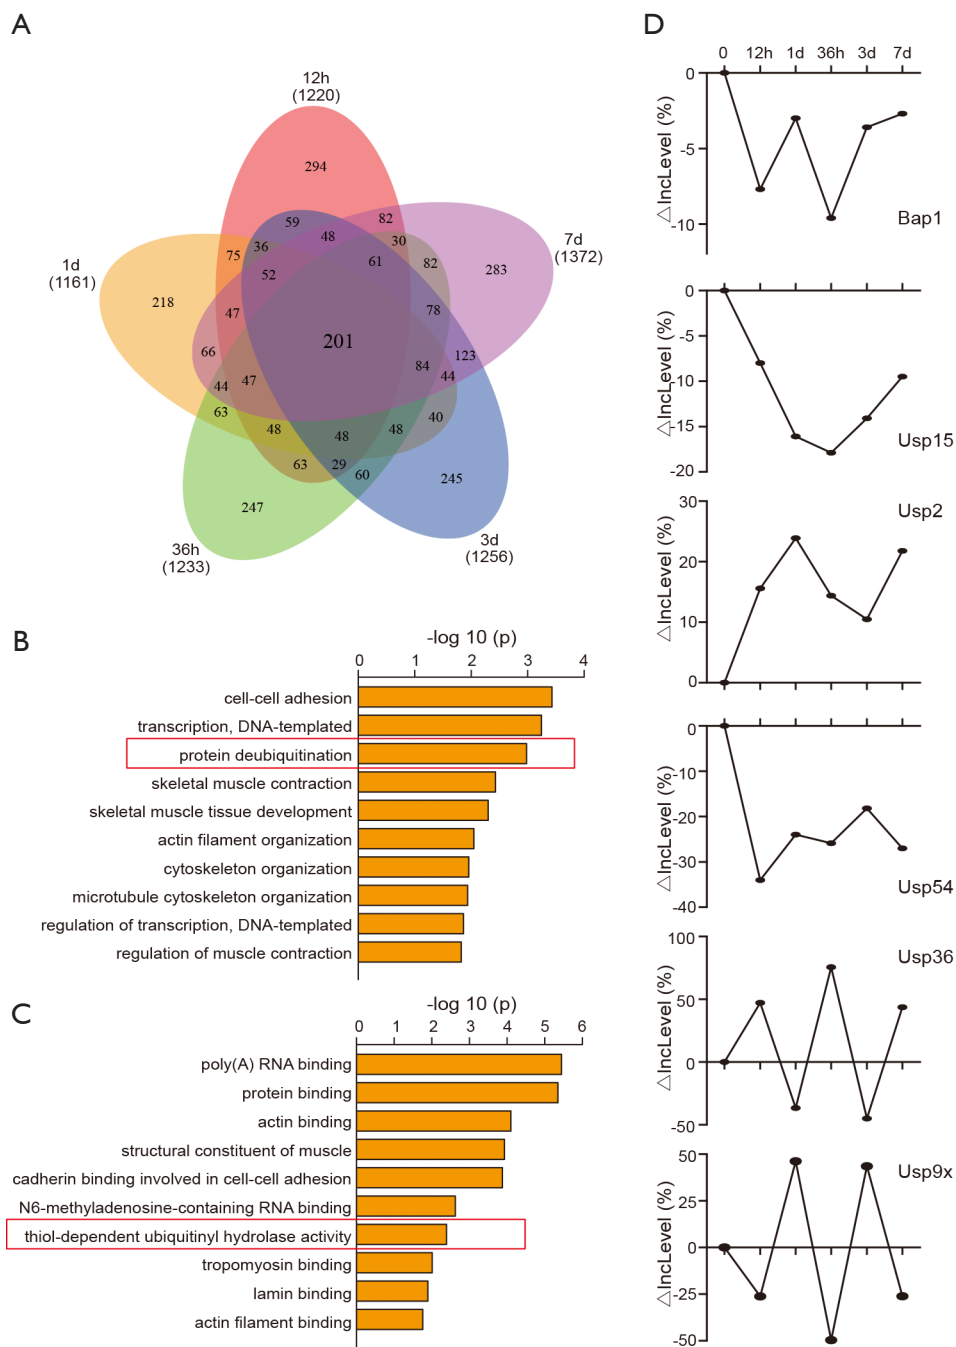 A
12h
(1220)
294
59
82
48
30
7d
(1372)
75
36
61
82
283
1d
(1161)
52
218
47
78
201
66
123
84
44
47
44
63
40
48
48
48
63
29
60
245
247
36h
(1233)
3d
(1256)
B
-log 10 (p)
0 1 2 3 4
cell-cell adhesion
transcription, DNA-templated
protein deubiquitination
skeletal muscle contraction
skeletal muscle tissue development
actin filament organization
cytoskeleton organization
microtubule cytoskeleton organization
regulation of transcription, DNA-templated
regulation of muscle contraction
C
-log 10 (p)
0 1 2 3 4 5 6
poly(A) RNA binding
protein binding
actin binding
structural constituent of muscle
cadherin binding involved in cell-cell adhesion
N6-methyladenosine-containing RNA binding
thiol-dependent ubiquitinyl hydrolase activity
tropomyosin binding
lamin binding
actin filament binding
D
0 12h 1d 36h 3d 7d
△IncLevel (%)
0
-5
-10
Bap1
△IncLevel (%)
0
-5
-10
-15
-20
Usp15
△IncLevel (%)
30
20
10
0
Usp2
△IncLevel (%)
0
-10
-20
-30
-40
Usp54
△IncLevel (%)
100
50
0
-50
Usp36
△IncLevel (%)
50
25
0
-25
-50
Usp9x